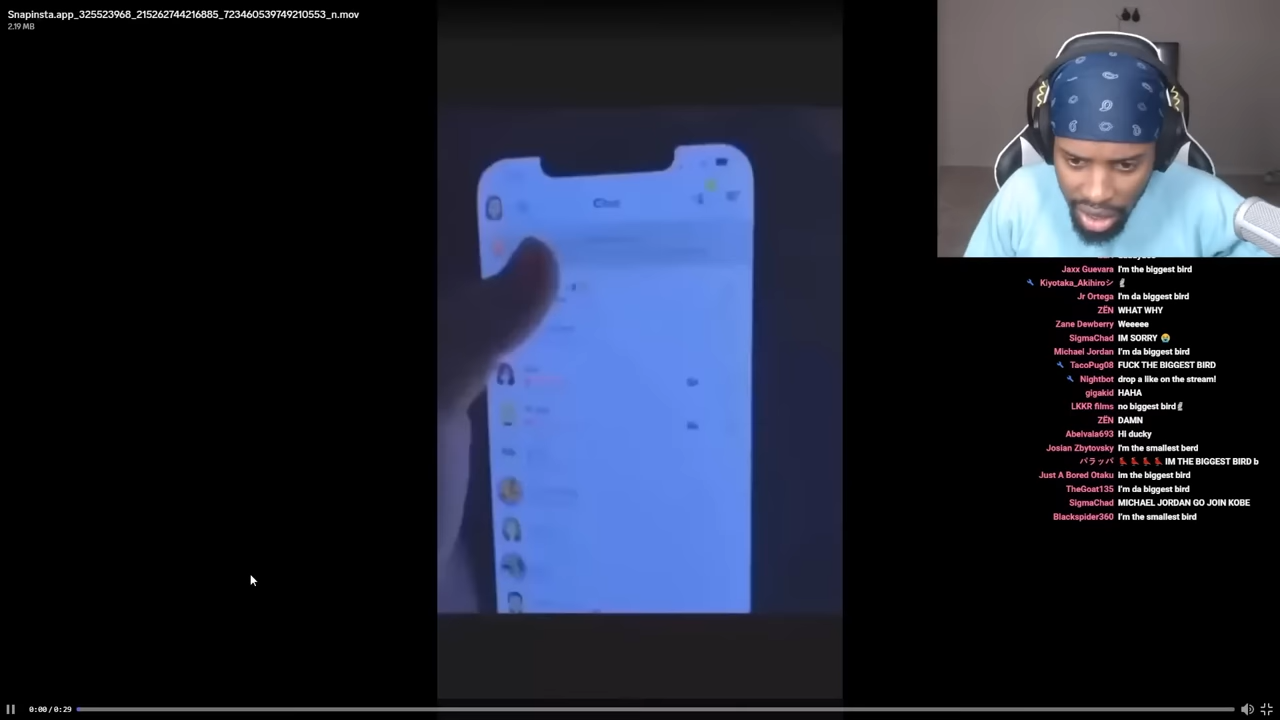 Snapinsta.app_325523968_215262744216885_723460539749210553_n.mov
2.19 MB
Chat
Jaxx Guevara I'm the biggest bird
Kiyotaka_Akihiroシ ✌
Jr Ortega I'm da biggest bird
ZËN WHAT WHY
Zane Dewberry Weeeee
SigmaChad IM SORRY 😭
Michael Jordan I'm da biggest bird
TacoPug08 FUCK THE BIGGEST BIRD
Nightbot drop a like on the stream!
gigakid HAHA
LKKR films no biggest bird✌
ZËN DAMN
Abelvala693 Hi ducky
Josian Zbytovsky I'm the smallest berd
パラッパ IM THE BIGGEST BIRD b
Just A Bored Otaku im the biggest bird
TheGoat135 I'm da biggest bird
SigmaChad MICHAEL JORDAN GO JOIN KOBE
Blackspider360 I'm the smallest bird
0:00 / 0:29